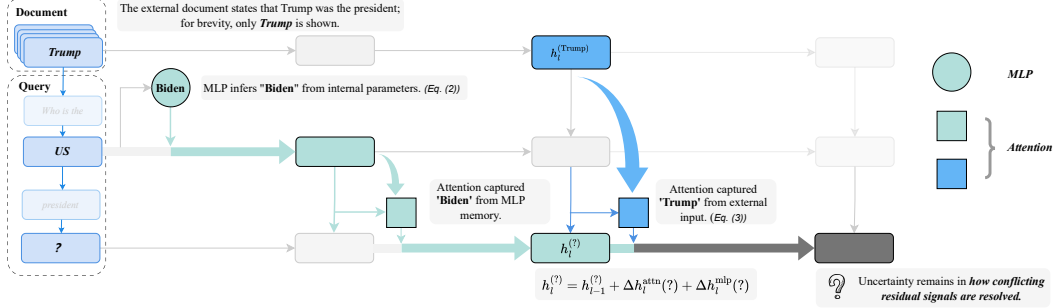 Document
The external document states that Trump was the president;
for brevity, only Trump is shown.
Trump
h_l^{(Trump)}
Query
Biden
MLP infers "Biden" from internal parameters. (Eq. (2))
MLP
Who is the
US
Attention
president
Attention captured
'Biden' from MLP
memory.
Attention captured
'Trump' from external
input. (Eq. (3))
?
h_l^{(?)}
h_l^{(?)} = h_{l-1}^{(?)} + Δh_l^{attn}(?) + Δh_l^{mlp}(?)
?
Uncertainty remains in how conflicting
residual signals are resolved.